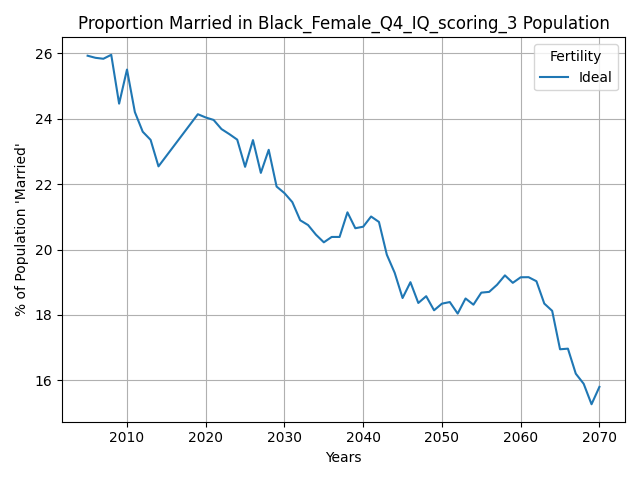 Proportion Married in Black_Female_Q4_IQ_scoring_3 Population
Fertility
Ideal
% of Population 'Married'
26
24
22
20
18
16
2010 2020 2030 2040 2050 2060 2070
Years